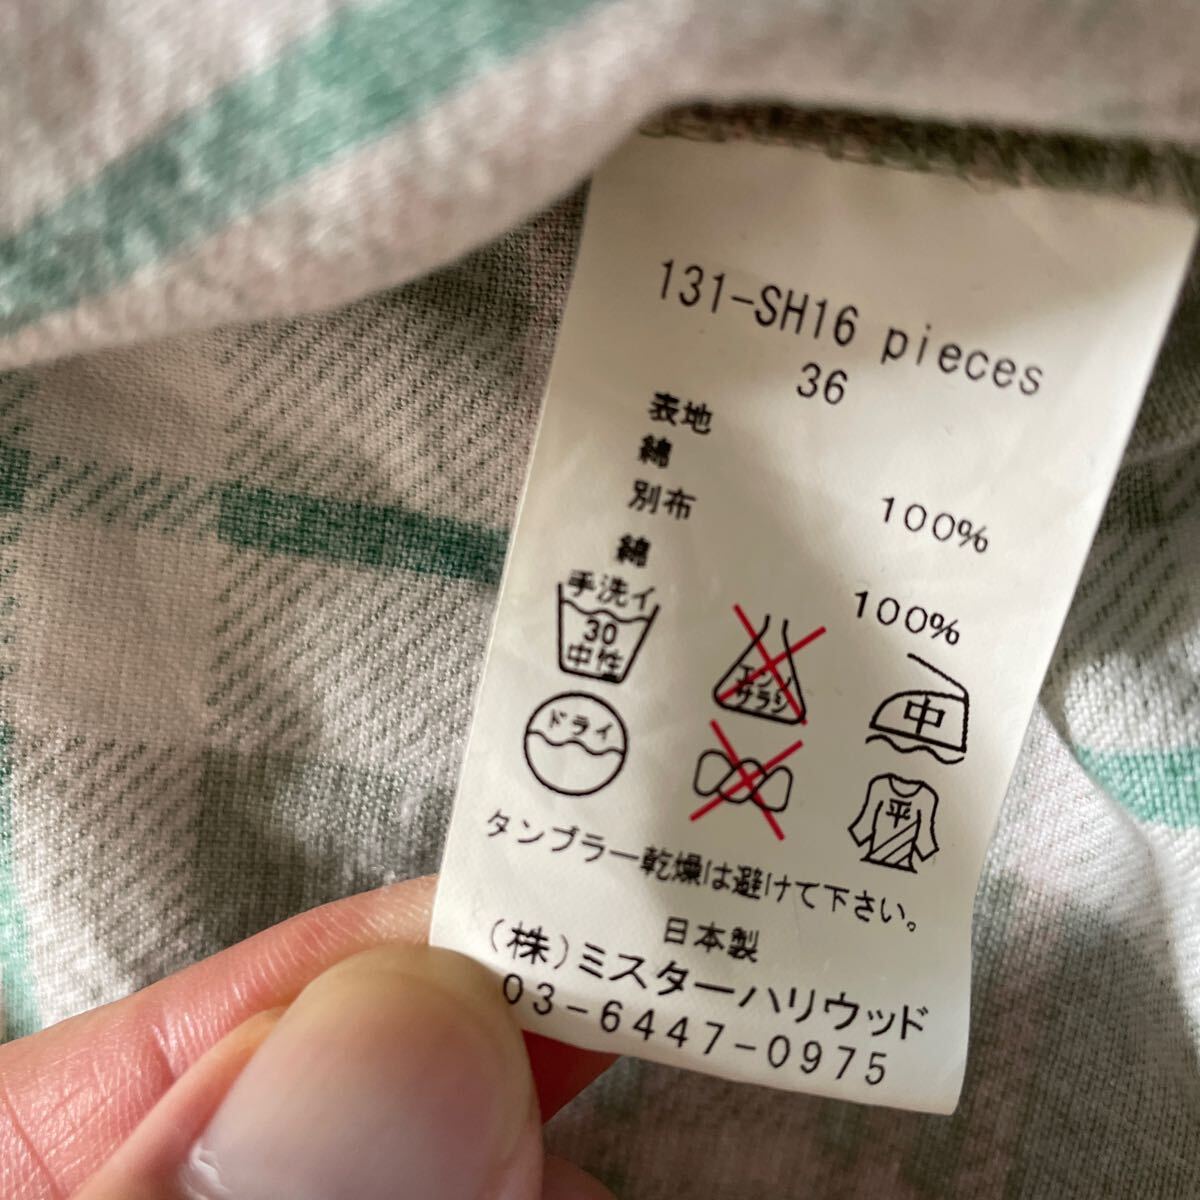 131-SH16 pieces
36
表地
綿 100%
別布
綿 100%
手洗イ
30
中性
エンソ
サラシ
中
ドライ
平
タンブラー乾燥は避けて下さい。
日本製
(株)ミスターハリウッド
03-6447-0975